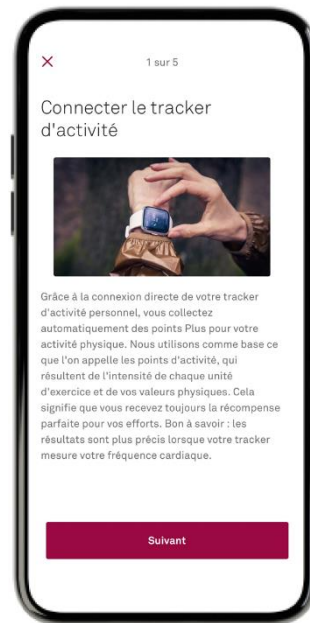 1 sur 5
Connecter le tracker
d'activité
Grâce à la connexion directe de votre tracker
d'activité personnel, vous collectez
automatiquement des points Plus pour votre
activité physique. Nous utilisons comme base ce
que l'on appelle les points d'activité, qui
résultent de l'intensité de chaque unité
d'exercice et de vos valeurs physiques. Cela
signifie que vous recevez toujours la récompense
parfaite pour vos efforts. Bon à savoir : les
résultats sont plus précis lorsque votre tracker
mesure votre fréquence cardiaque.
Suivant